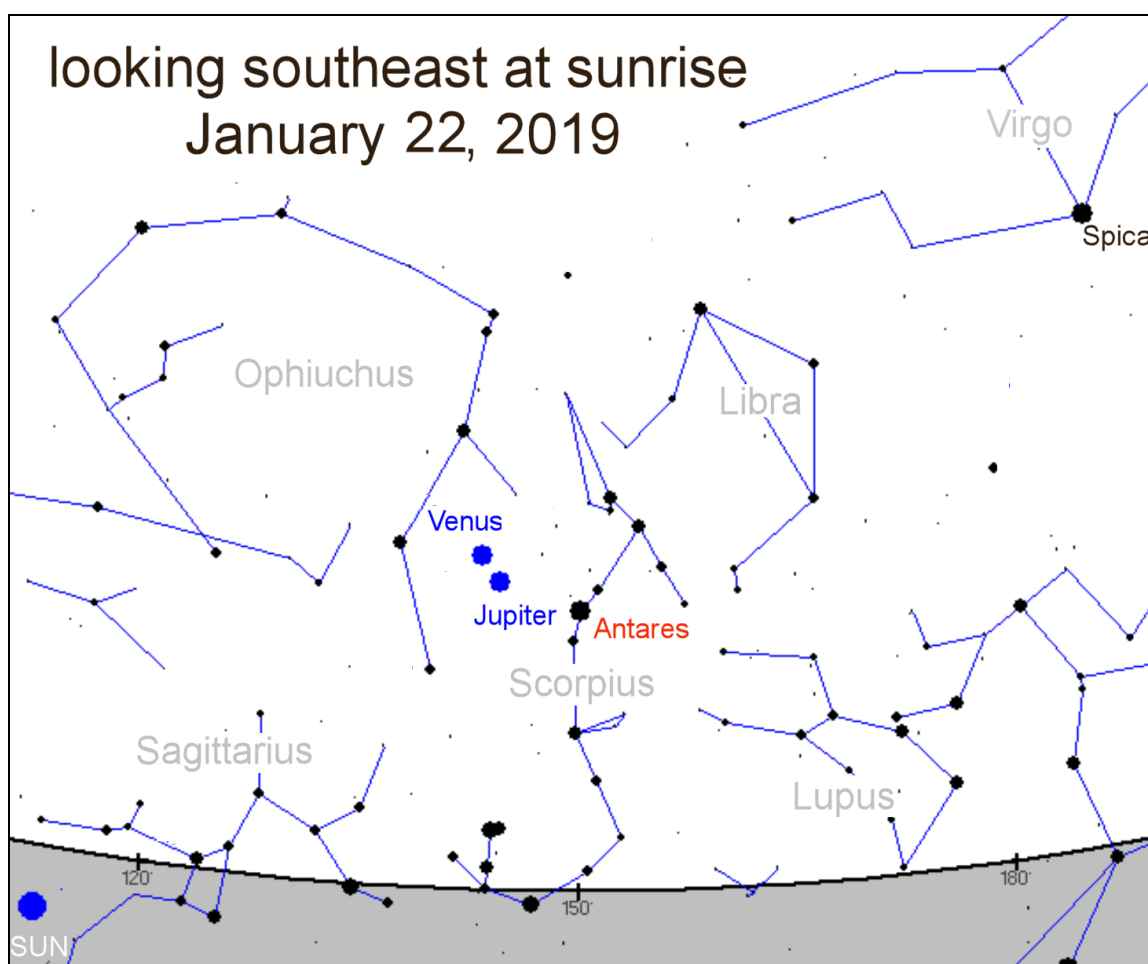 looking southeast at sunrise
January 22, 2019
Virgo
Spica
Ophiuchus
Libra
Venus
Jupiter
Antares
Scorpius
Sagittarius
Lupus
120°
180°
150°
SUN